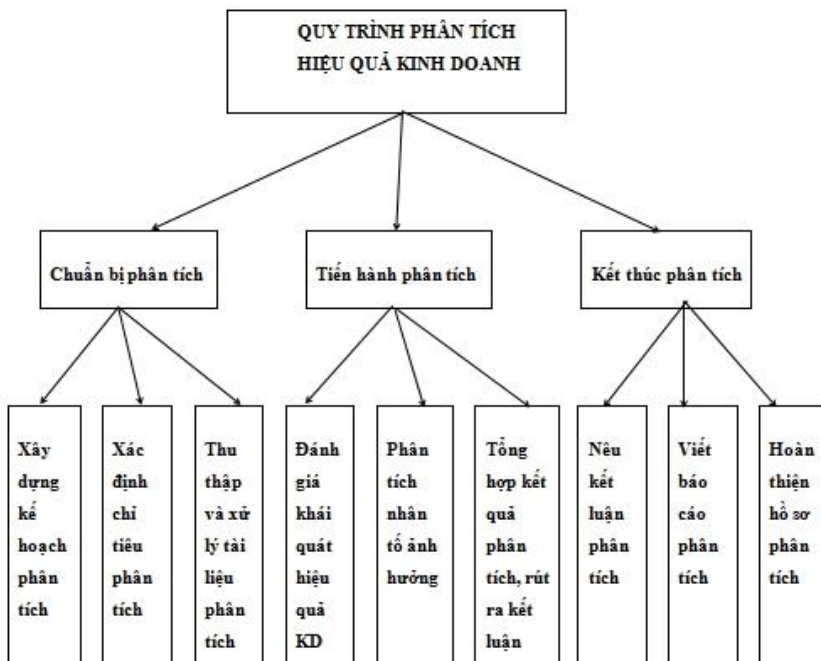 QUY TRÌNH PHÂN TÍCH
HIỆU QUẢ KINH DOANH
Chuẩn bị phân tích
Tiến hành phân tích
Kết thúc phân tích
Xây
dựng
kế
hoạch
phân
tích
Xác
định
chỉ
tiêu
phân
tích
Thu
thập
và xử
lý tài
liệu
phân
tích
Đánh
giá
khái
quát
hiệu
quả
KD
Phân
tích
nhân
tố ảnh
hưởng
Tổng
hợp kết
quả
phân
tích, rút
ra kết
luận
Nêu
kết
luận
phân
tích
Viết
báo
cáo
phân
tích
Hoàn
thiện
hồ sơ
phân
tích